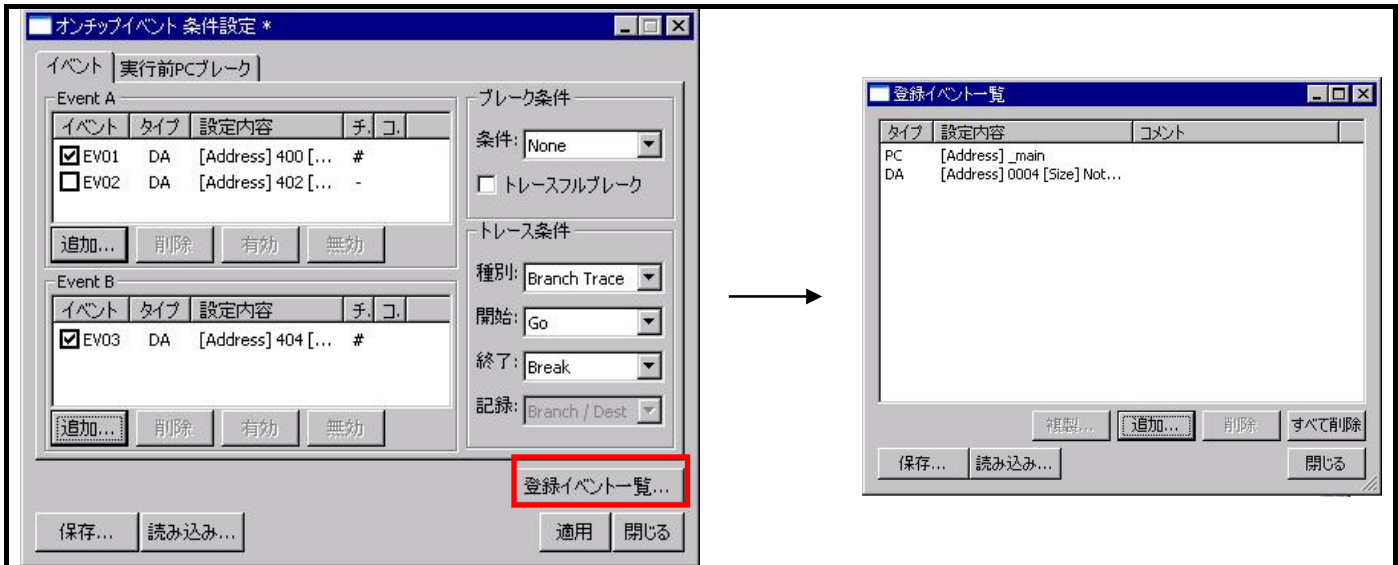 オンチップイベント 条件設定 *
イベント 実行前PCブレーク
Event A
イベント タイプ 設定内容 チ. コ.
EV01 DA [Address] 400 [... #
EV02 DA [Address] 402 [... -
追加... 削除 有効 無効
Event B
イベント タイプ 設定内容 チ. コ.
EV03 DA [Address] 404 [... #
追加... 削除 有効 無効
ブレーク条件
条件: None
トレースフルブレーク
トレース条件
種別: Branch Trace
開始: Go
終了: Break
記録: Branch / Dest
登録イベント一覧...
保存... 読み込み... 適用 閉じる
登録イベント一覧
タイプ 設定内容 コメント
PC [Address] _main
DA [Address] 0004 [Size] Not...
複製... 追加... 削除 すべて削除
保存... 読み込み... 閉じる